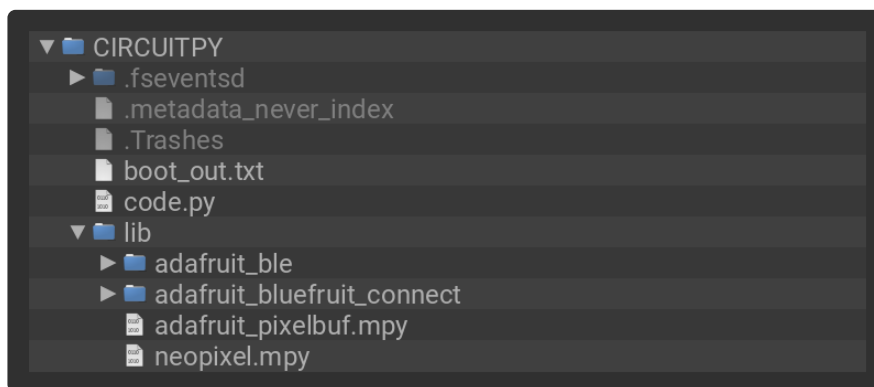 CIRCUITPY
.fseventsd
.metadata_never_index
.Trashes
boot_out.txt
code.py
lib
adafruit_ble
adafruit_bluefruit_connect
adafruit_pixelbuf.mpy
neopixel.mpy